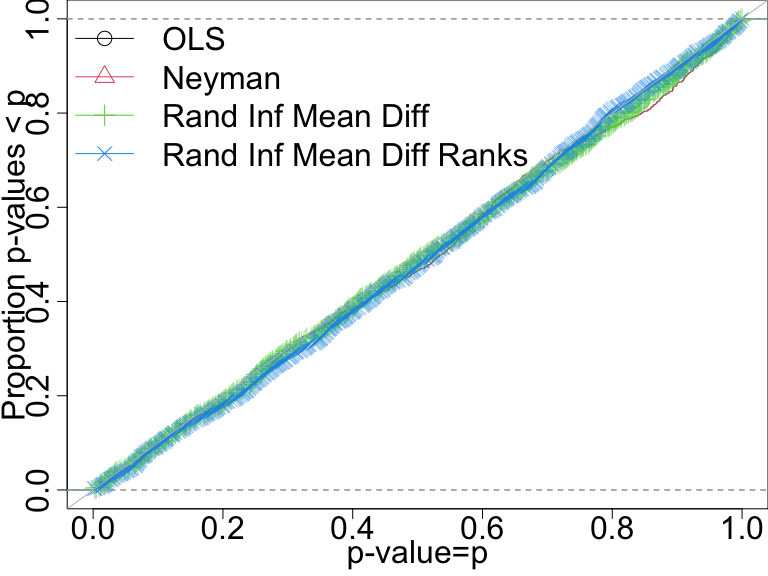 OLS
Neyman
Rand Inf Mean Diff
Rand Inf Mean Diff Ranks
Proportion p-values < p
1.0
0.8
0.6
0.4
0.2
0.0
0.0 0.2 0.4 0.6 0.8 1.0
p-value=p